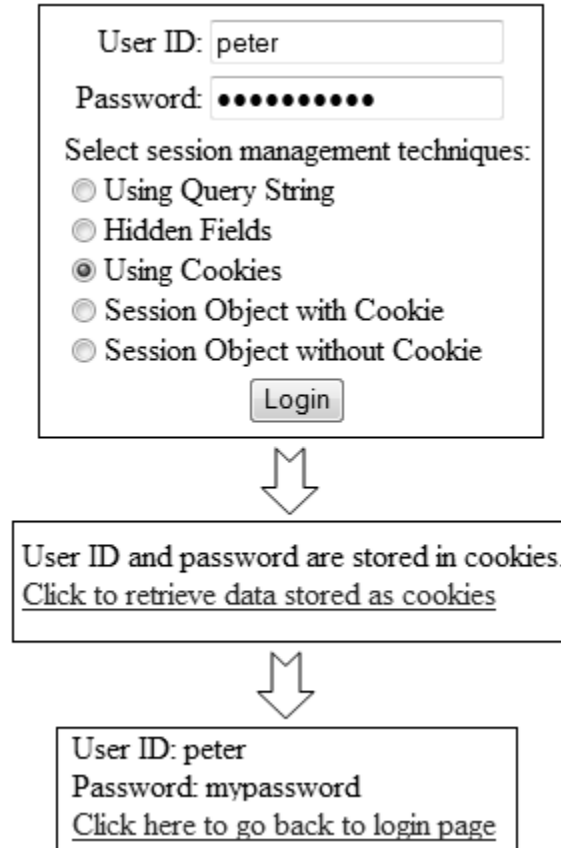 User ID: peter
Password: ●●●●●●●●●●
Select session management techniques:
Using Query String
Hidden Fields
Using Cookies
Session Object with Cookie
Session Object without Cookie
Login
User ID and password are stored in cookies.
Click to retrieve data stored as cookies
User ID: peter
Password: mypassword
Click here to go back to login page